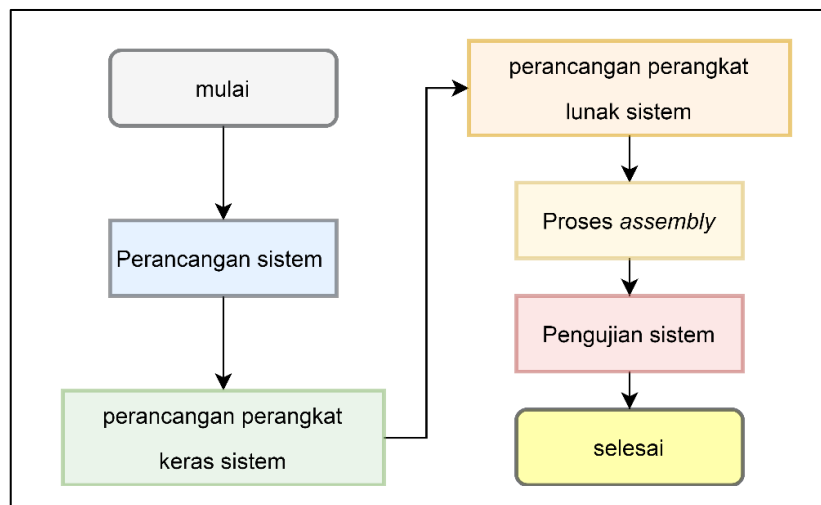 mulai
Perancangan sistem
perancangan perangkat
keras sistem
perancangan perangkat
lunak sistem
Proses assembly
Pengujian sistem
selesai